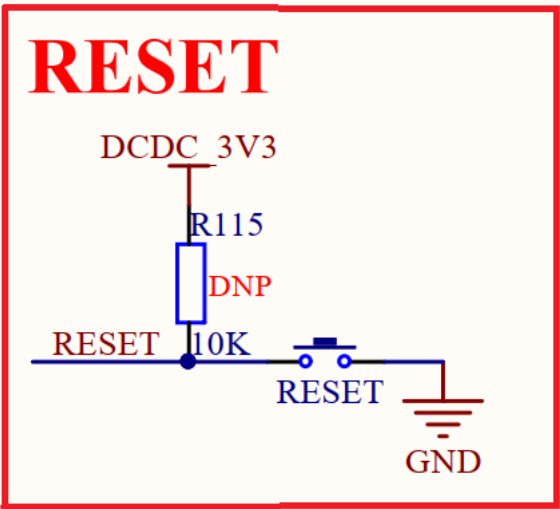 RESET
DCDC_3V3
R115
DNP
RESET 10K
RESET
GND